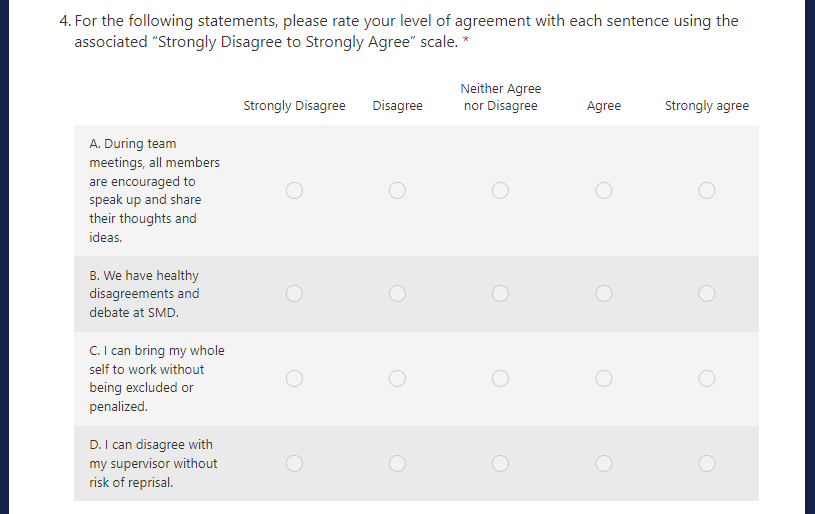 4. For the following statements, please rate your level of agreement with each sentence using the
associated “Strongly Disagree to Strongly Agree” scale. *
Neither Agree
Strongly Disagree Disagree nor Disagree Agree Strongly agree
A. During team
meetings, all members
are encouraged to
speak up and share
their thoughts and
ideas.
B. We have healthy
disagreements and
debate at SMD.
C. I can bring my whole
self to work without
being excluded or
penalized.
D. I can disagree with
my supervisor without
risk of reprisal.